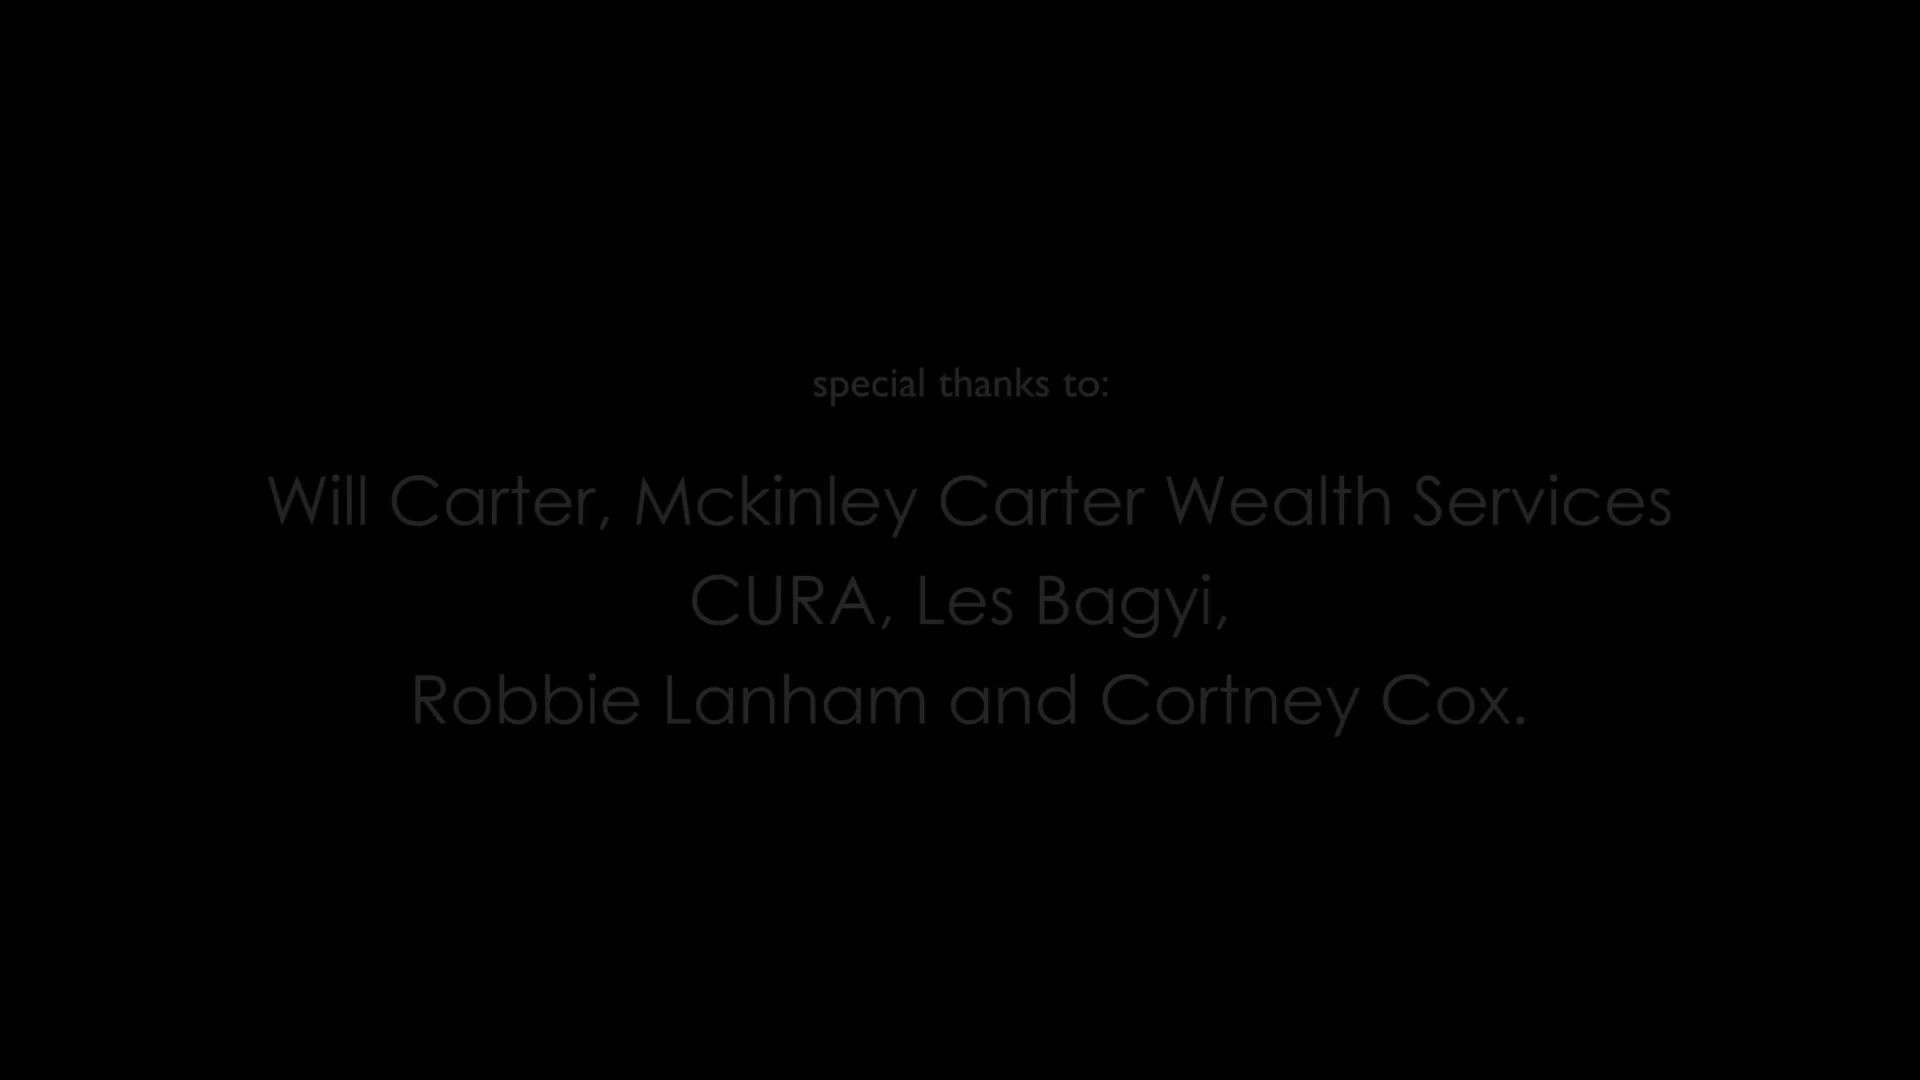 special thanks to:
Will Carter, Mckinley Carter Wealth Services
CURA, Les Bagyi,
Robbie Lanham and Cortney Cox.